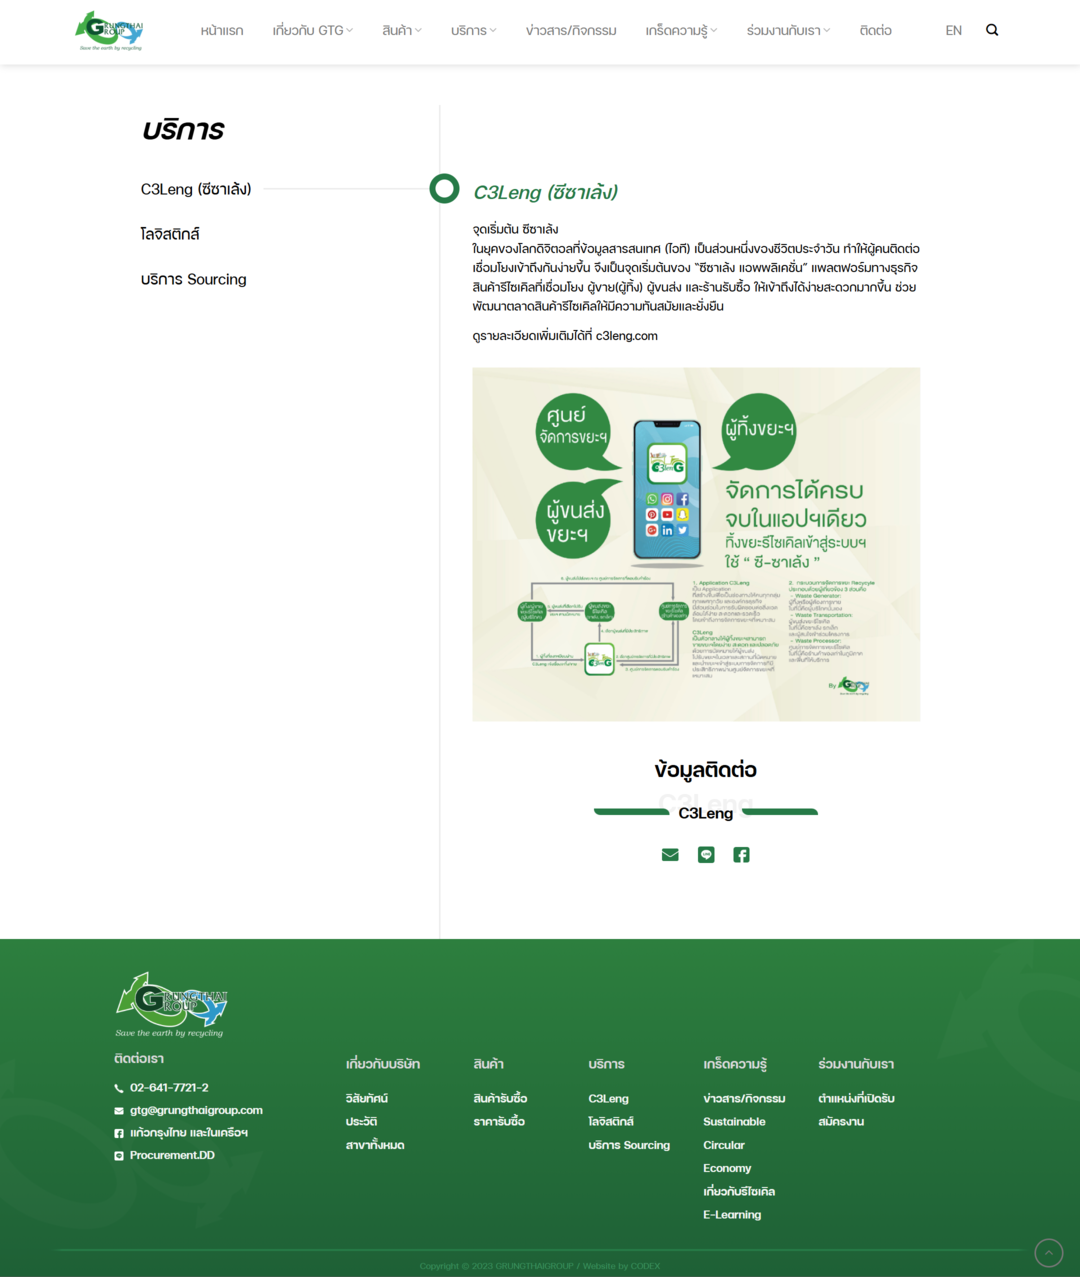 GRUNGTHAI
GROUP
Save the earth by recycling
หน้าแรก
เกี่ยวกับ GTG
สินค้า
บริการ
ข่าวสาร/กิจกรรม
เกร็ดความรู้
ร่วมงานกับเรา
ติดต่อ
EN
บริการ
C3Leng (ซีซาเล้ง)
โลจิสติกส์
บริการ Sourcing
C3Leng (ซีซาเล้ง)
จุดเริ่มต้น ซีซาเล้ง
ในยุคของโลกดิจิตอลที่ข้อมูลสารสนเทศ (ไอที) เป็นส่วนหนึ่งของชีวิตประจำวัน ทำให้ผู้คนติดต่อ
เชื่อมโยงเข้าถึงกันง่ายขึ้น จึงเป็นจุดเริ่มต้นของ “ซีซาเล้ง แอพพลิเคชั่น” แพลตฟอร์มทางธุรกิจ
สินค้ารีไซเคิลที่เชื่อมโยง ผู้ขาย(ผู้ทิ้ง) ผู้ขนส่ง และร้านรับซื้อ ให้เข้าถึงได้ง่ายสะดวกมากขึ้น ช่วย
พัฒนาตลาดสินค้ารีไซเคิลให้มีความทันสมัยและยั่งยืน
ดูรายละเอียดเพิ่มเติมได้ที่ c3leng.com
ศูนย์
จัดการขยะฯ
ผู้ทิ้งขยะฯ
ผู้ขนส่ง
ขยะฯ
C3lenG
จัดการได้ครบ
จบในแอปฯเดียว
ทิ้งขยะรีไซเคิลเข้าสู่ระบบฯ
ใช้ “ ซี-ซาเล้ง ”
1. Application C3Leng
C3Leng
- Waste Generator:
- Waste Transportation:
- Waste Processor:
By
ข้อมูลติดต่อ
C3Leng
C3Leng
GRUNGTHAI
GROUP
Save the earth by recycling
ติดต่อเรา
02-641-7721-2
gtg@grungthaigroup.com
แก้วกรุงไทย และในเครือฯ
Procurement.DD
เกี่ยวกับบริษัท
วิสัยทัศน์
ประวัติ
สาขาทั้งหมด
สินค้า
สินค้ารับซื้อ
ราคารับซื้อ
บริการ
C3Leng
โลจิสติกส์
บริการ Sourcing
เกร็ดความรู้
ข่าวสาร/กิจกรรม
Sustainable
Circular
Economy
เกี่ยวกับรีไซเคิล
E-Learning
ร่วมงานกับเรา
ตำแหน่งที่เปิดรับ
สมัครงาน
Copyright © 2023 GRUNGTHAIGROUP / Website by CODEX